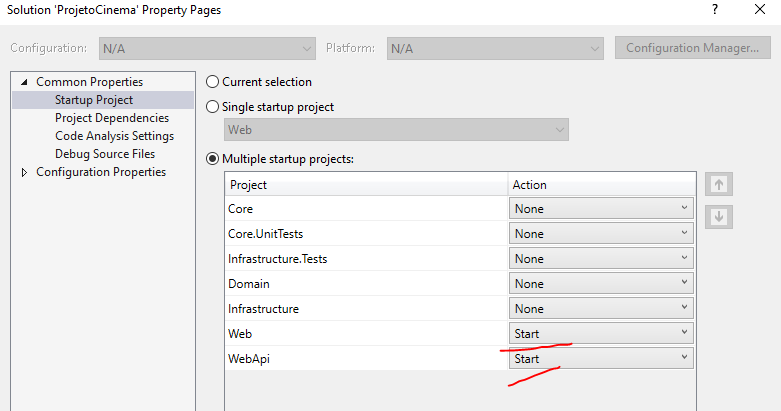 Solution 'ProjetoCinema' Property Pages ? ×
Configuration: N/A Platform: N/A Configuration Manager...
Common Properties
Startup Project
Project Dependencies
Code Analysis Settings
Debug Source Files
Configuration Properties
Current selection
Single startup project
Web
Multiple startup projects:
Project Action
Core None
Core.UnitTests None
Infrastructure.Tests None
Domain None
Infrastructure None
Web Start
WebApi Start